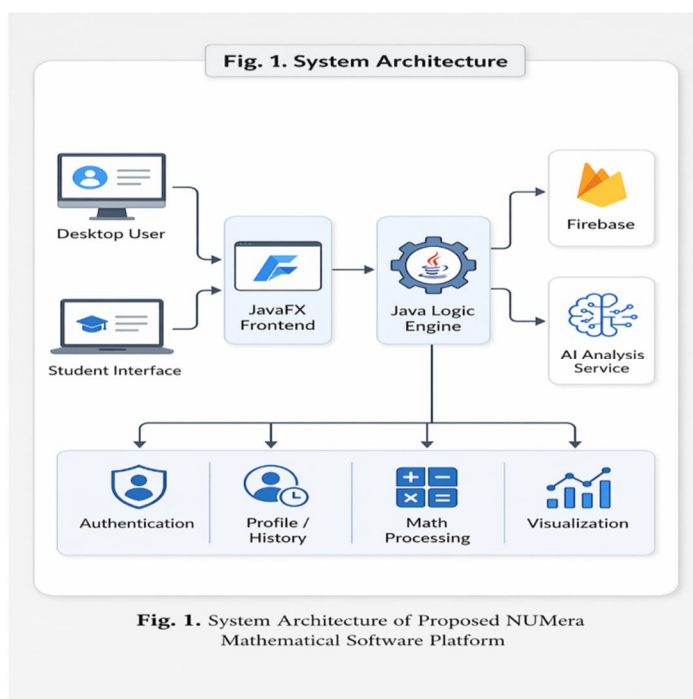 Fig. 1. System Architecture
Desktop User
Student Interface
JavaFX
Frontend
Java Logic
Engine
Firebase
AI Analysis
Service
Authentication
Profile /
History
Math
Processing
Visualization
Fig. 1. System Architecture of Proposed NUMera
Mathematical Software Platform